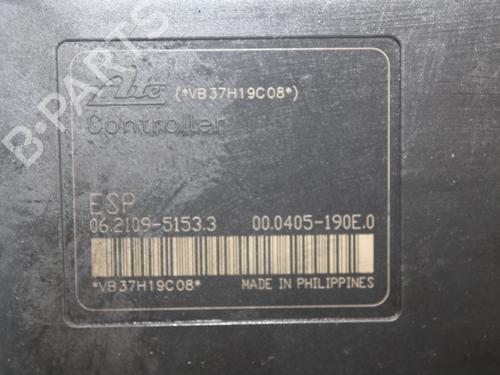 Ate (*VB37H19C08*)
Controller
ESP
06.2109-5153.3 00.0405-190E.0
*VB37H19C08* MADE IN PHILIPPINES
B-PARTS